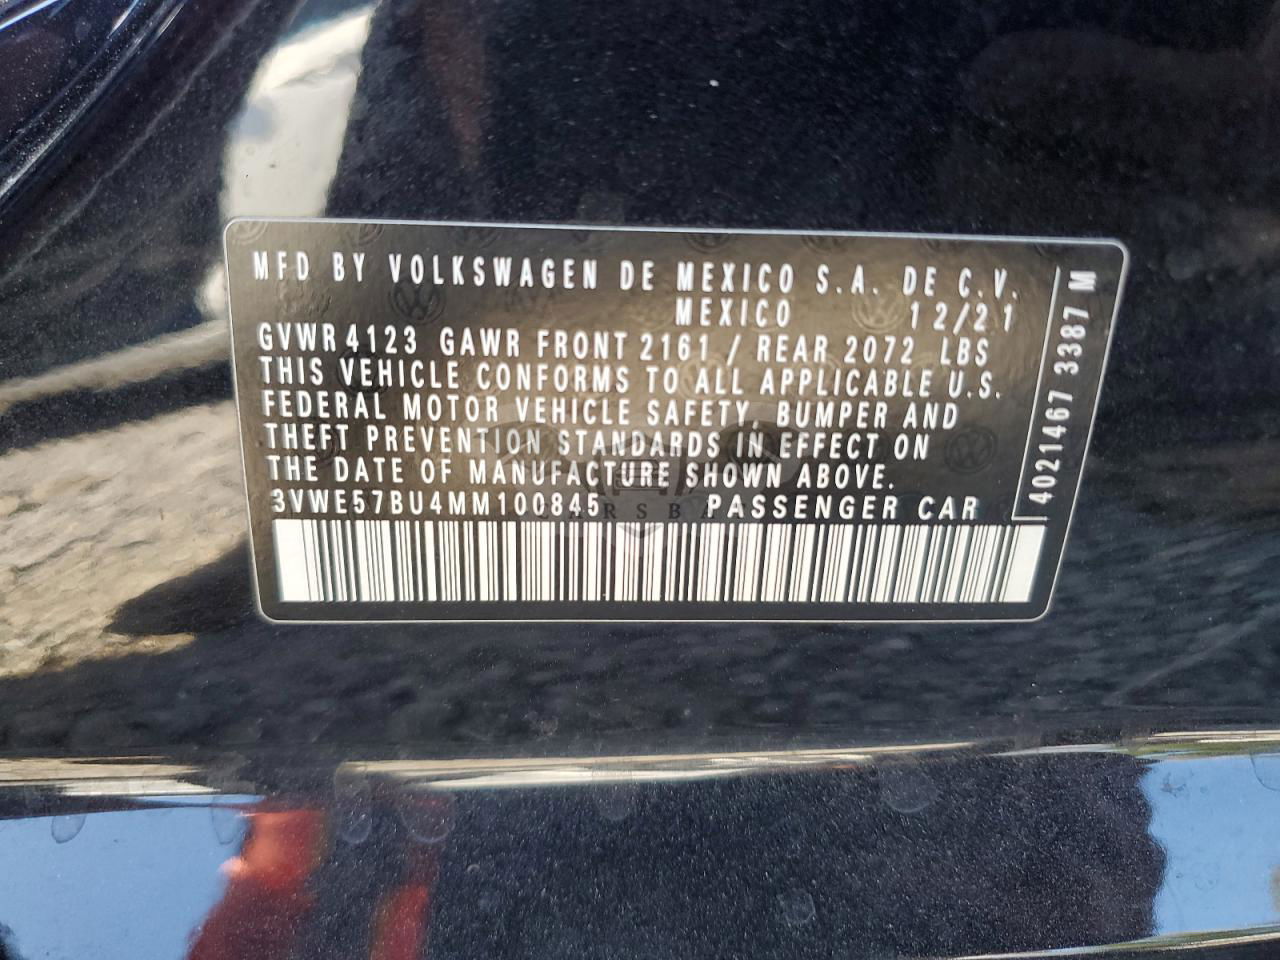 MFD BY VOLKSWAGEN DE MEXICO S.A. DE C.V.
MEXICO 12/21
GVWR 4123 GAWR FRONT 2161 / REAR 2072 LBS
THIS VEHICLE CONFORMS TO ALL APPLICABLE U.S.
FEDERAL MOTOR VEHICLE SAFETY, BUMPER AND
THEFT PREVENTION STANDARDS IN EFFECT ON
THE DATE OF MANUFACTURE SHOWN ABOVE.
3VWE57BU4MM100845 PASSENGER CAR
4021467 3387 M